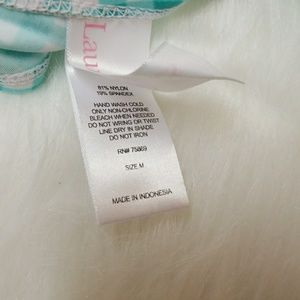 Lau
81% NYLON
19% SPANDEX
HAND WASH COLD
ONLY NON-CHLORINE
BLEACH WHEN NEEDED
DO NOT WRING OR TWIST
LINE DRY IN SHADE
DO NOT IRON
RN# 75869
SIZE M
MADE IN INDONESIA